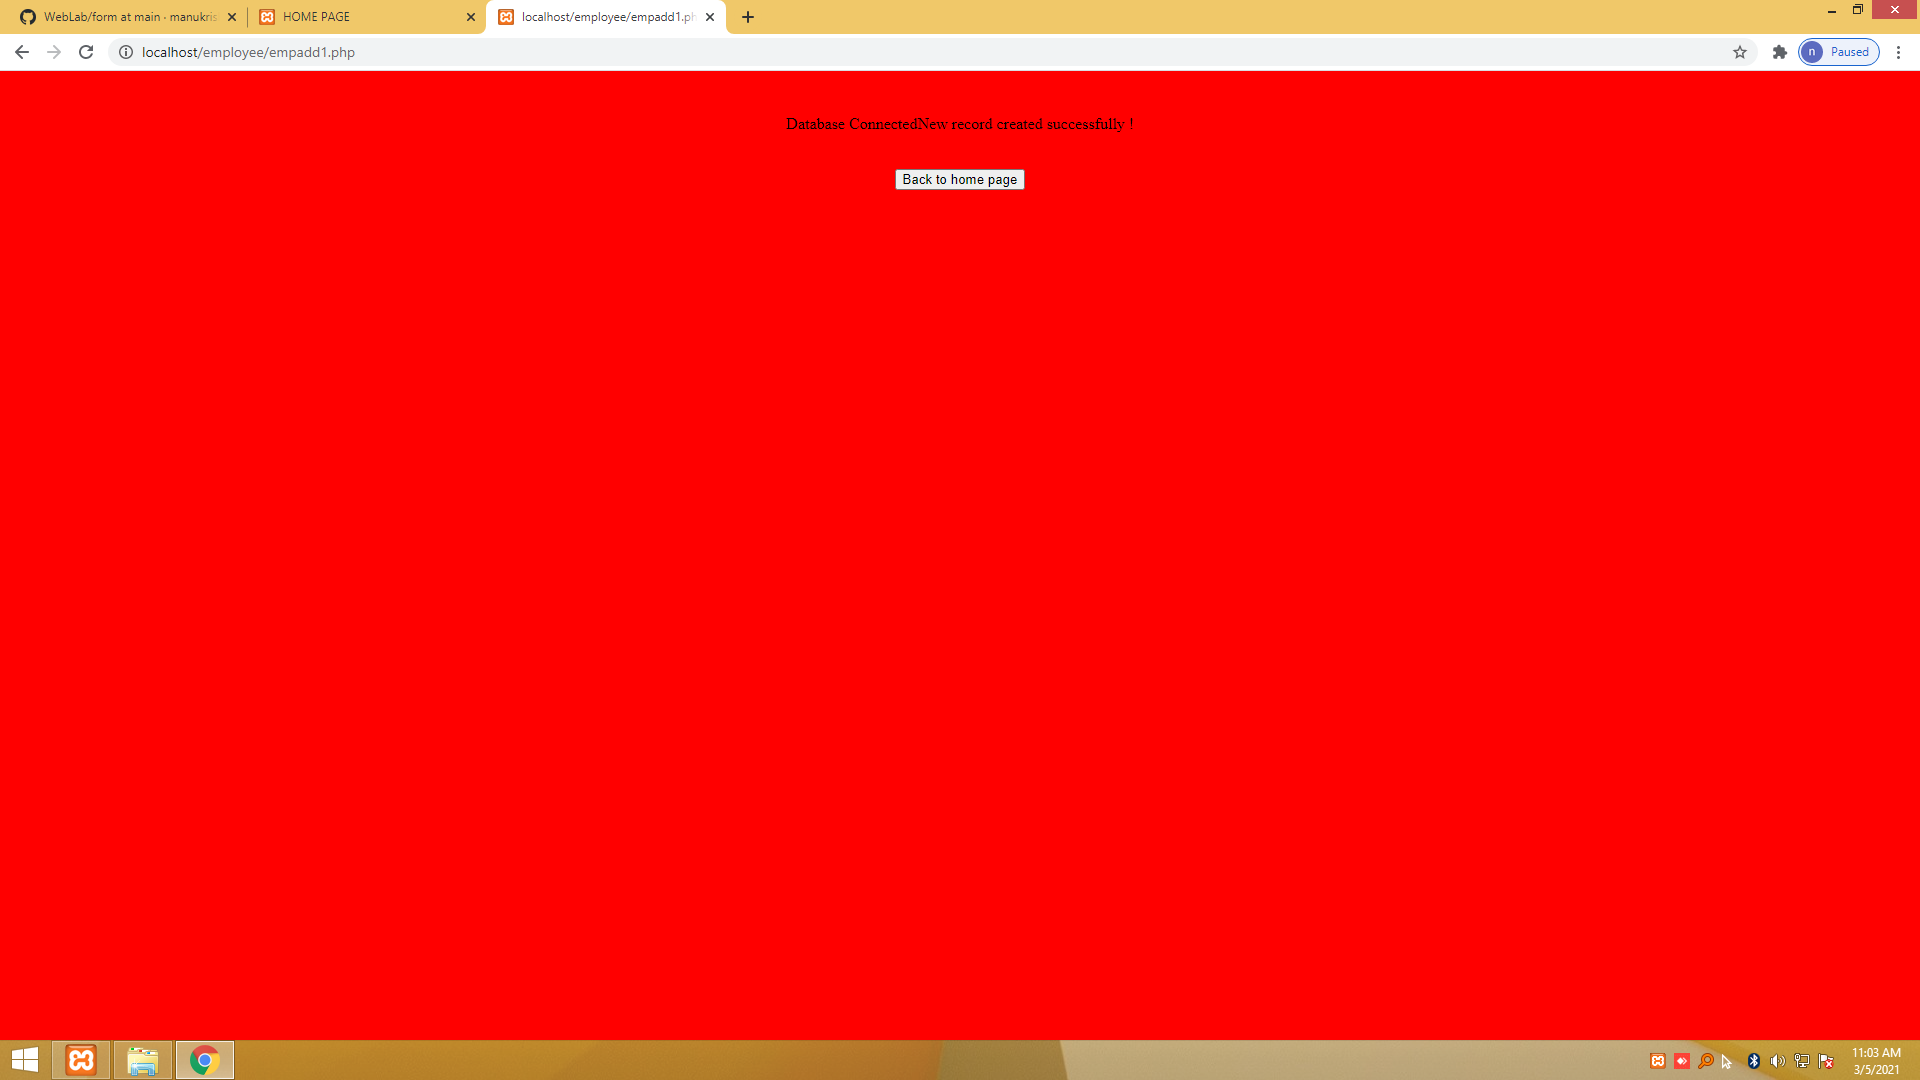 WebLab/form at main · manukris
HOME PAGE
localhost/employee/empadd1.ph
localhost/employee/empadd1.php
n
Paused
Database ConnectedNew record created successfully !
Back to home page
11:03 AM
3/5/2021